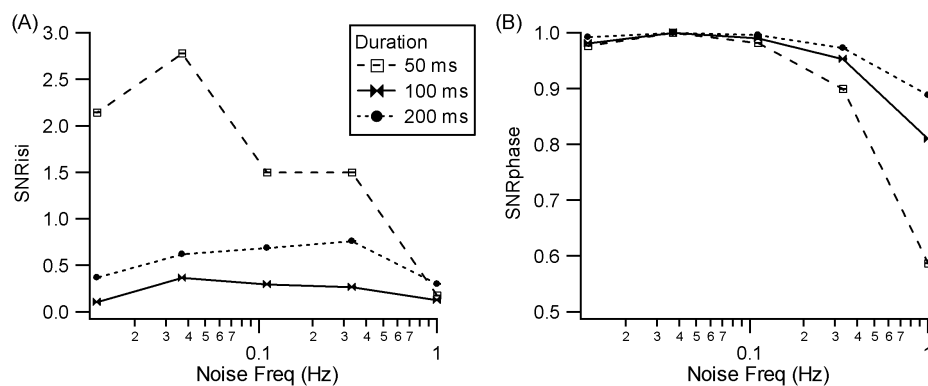 (A)
3.0
2.5
2.0
1.5
1.0
0.5
0.0
SNRisi
Duration
50 ms
100 ms
200 ms
2 3 4 5 6 7 2 3 4 5 6 7
0.1 1
Noise Freq (Hz)
(B)
1.0
0.9
0.8
0.7
0.6
0.5
SNRphase
2 3 4 5 6 7 2 3 4 5 6 7
0.1 1
Noise Freq (Hz)